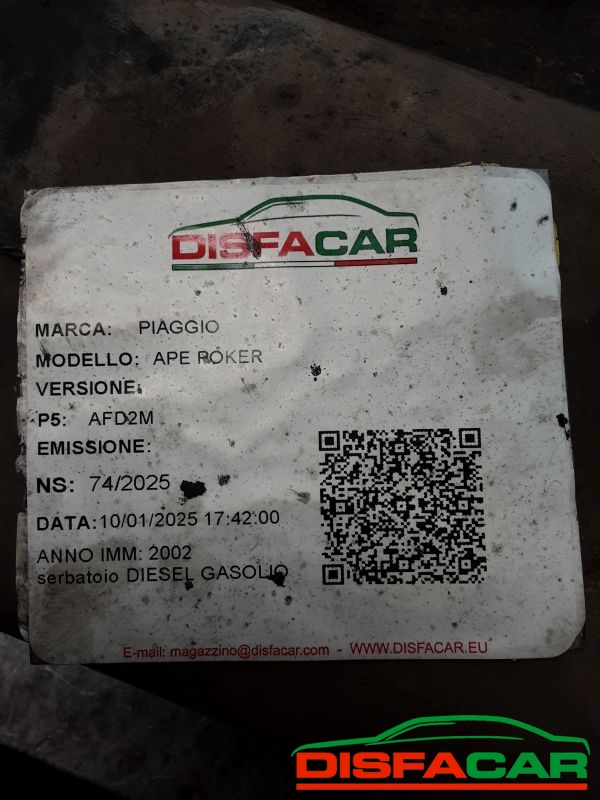 DISFACAR
MARCA: PIAGGIO
MODELLO: APE POKER
VERSIONE:
P5: AFD2M
EMISSIONE:
NS: 74/2025
DATA:10/01/2025 17:42:00
ANNO IMM: 2002
serbatoio DIESEL GASOLIO
E-mail: magazzino@disfacar.com - WWW.DISFACAR.EU
DISFACAR